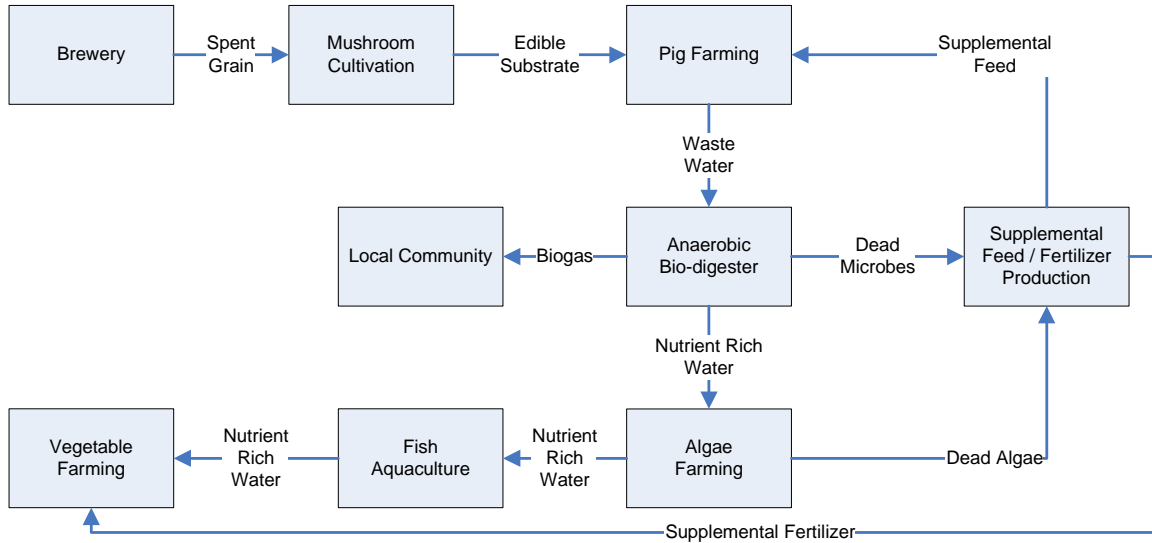 Brewery
Spent
Grain
Mushroom
Cultivation
Edible
Substrate
Pig Farming
Supplemental
Feed
Waste
Water
Local Community
Biogas
Anaerobic
Bio-digester
Dead
Microbes
Supplemental
Feed / Fertilizer
Production
Nutrient Rich
Water
Vegetable
Farming
Nutrient
Rich
Water
Fish
Aquaculture
Nutrient
Rich
Water
Algae
Farming
Dead Algae
Supplemental Fertilizer